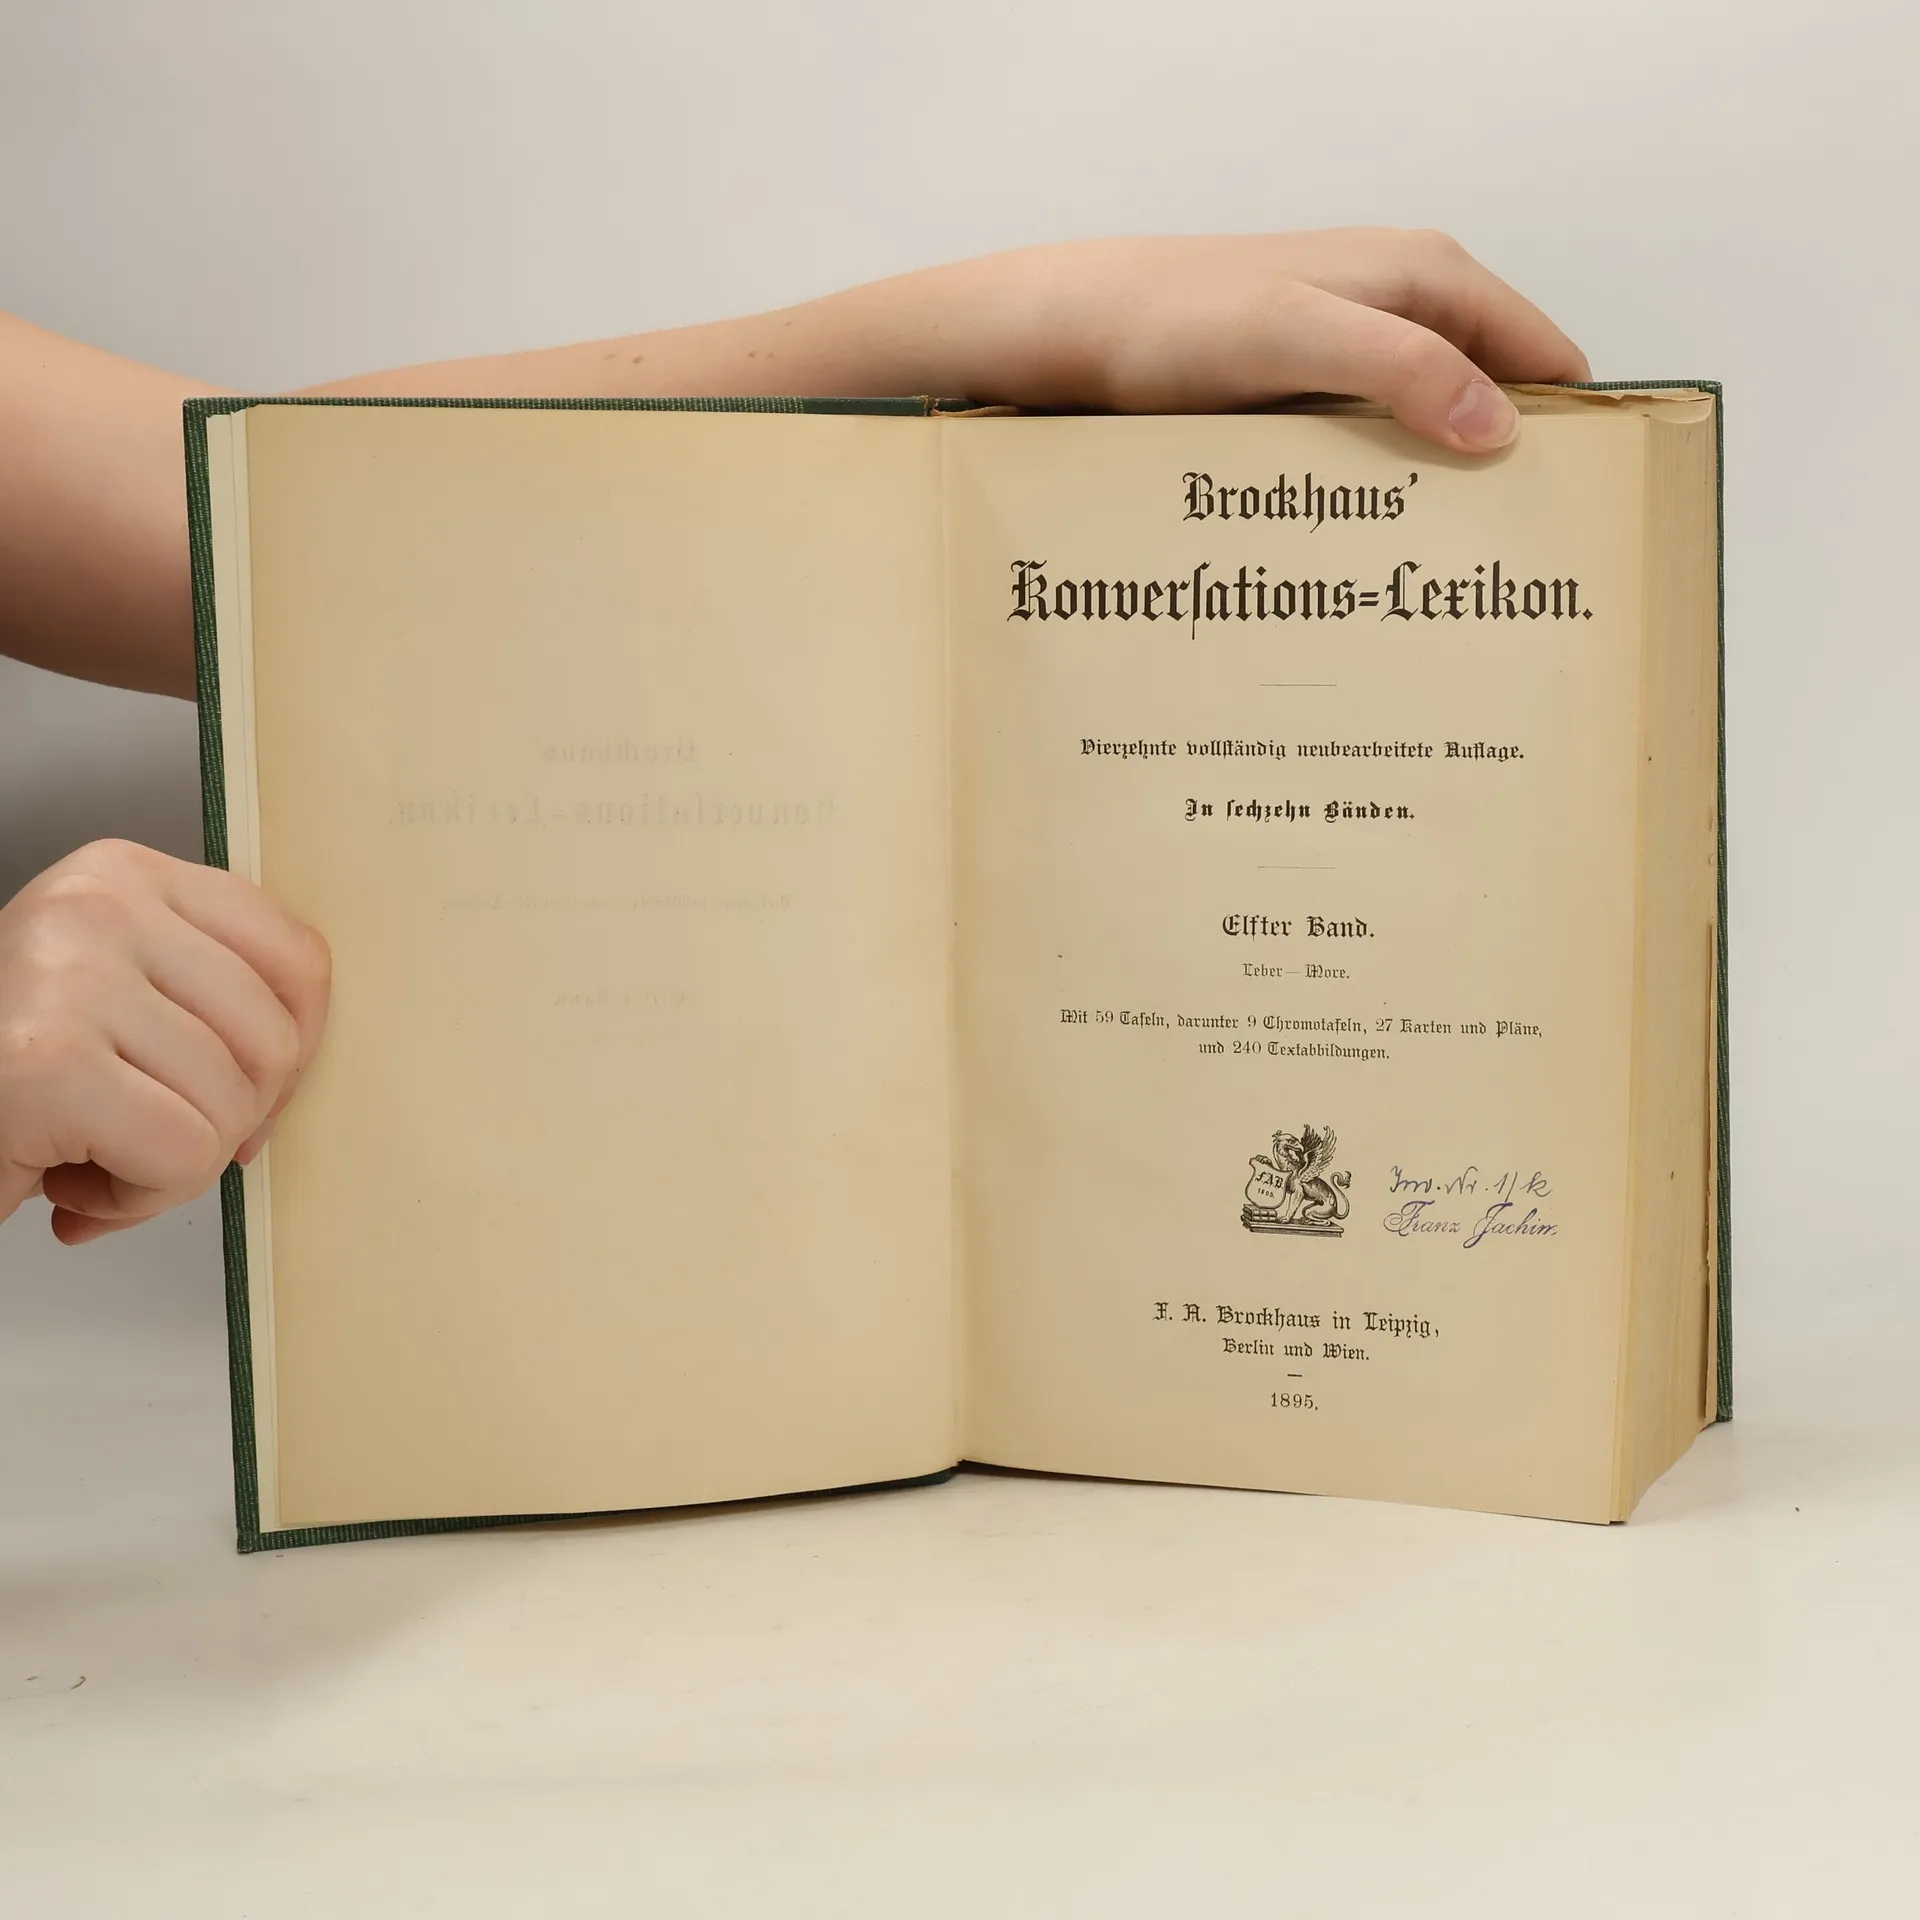 Brockhaus’
Konverſations=Lexikon.
Vierzehnte vollſtändig neubearbeitete Auflage.
In ſechzehn Bänden.
Elfter Band.
Leber — More.
Mit 59 Tafeln, darunter 9 Chromotafeln, 27 Karten und Pläne,
und 240 Textabbildungen.
FAB
1805.
Inv. Nr. 1/k
Franz Jachim
F. A. Brockhaus in Leipzig,
Berlin und Wien.
1895.